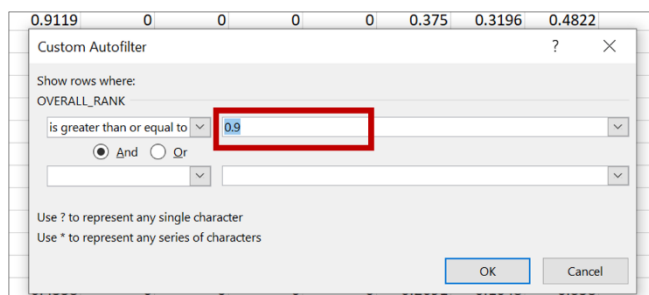 0.9119 0 0 0 0 0.375 0.3196 0.4822
Custom Autofilter ?
Show rows where:
OVERALL_RANK
is greater than or equal to 0.9
And Or
Use ? to represent any single character
Use * to represent any series of characters
OK Cancel